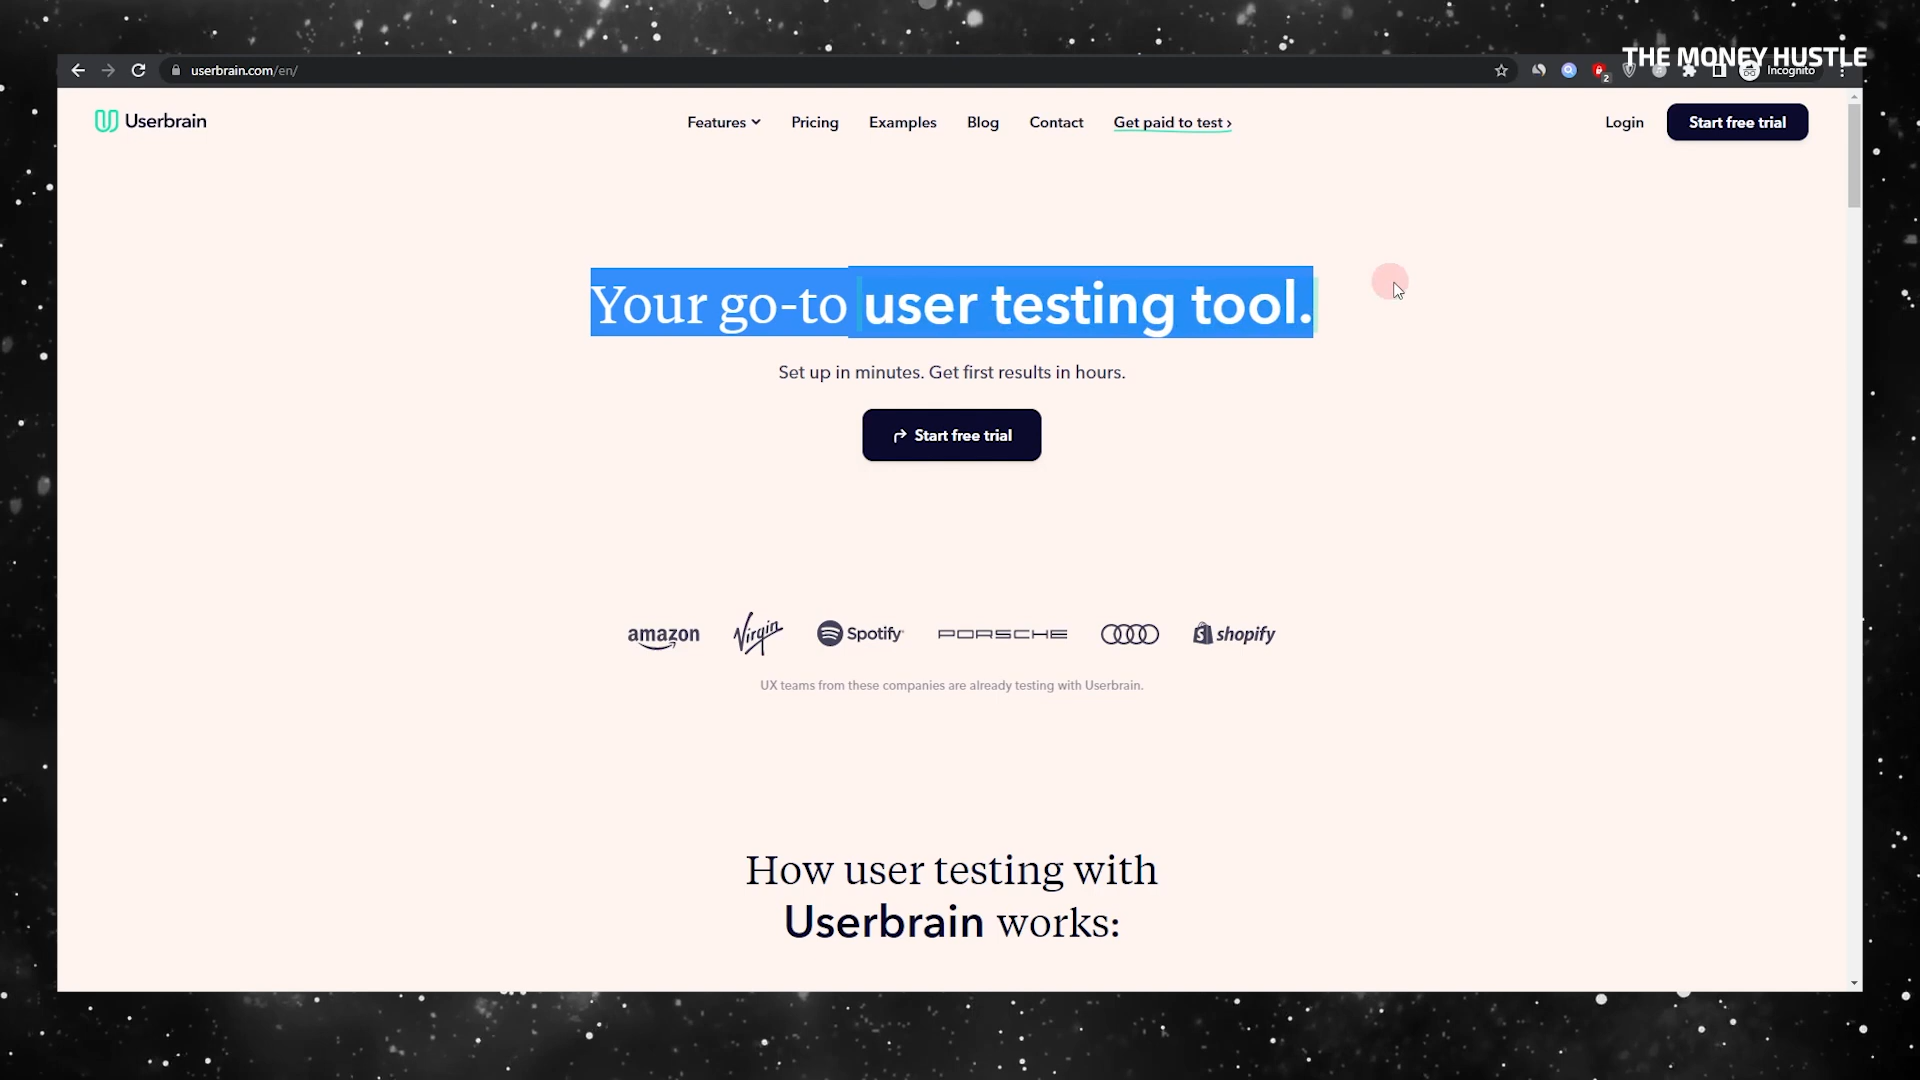 THE MONEY HUSTLE
userbrain.com/en/
2
Incognito
Userbrain
Features
Pricing
Examples
Blog
Contact
Get paid to test ›
Login
Start free trial
Your go-to user testing tool.
Set up in minutes. Get first results in hours.
Start free trial
amazon
Virgin
Spotify
PORSCHE
shopify
UX teams from these companies are already testing with Userbrain.
How user testing with
Userbrain works: